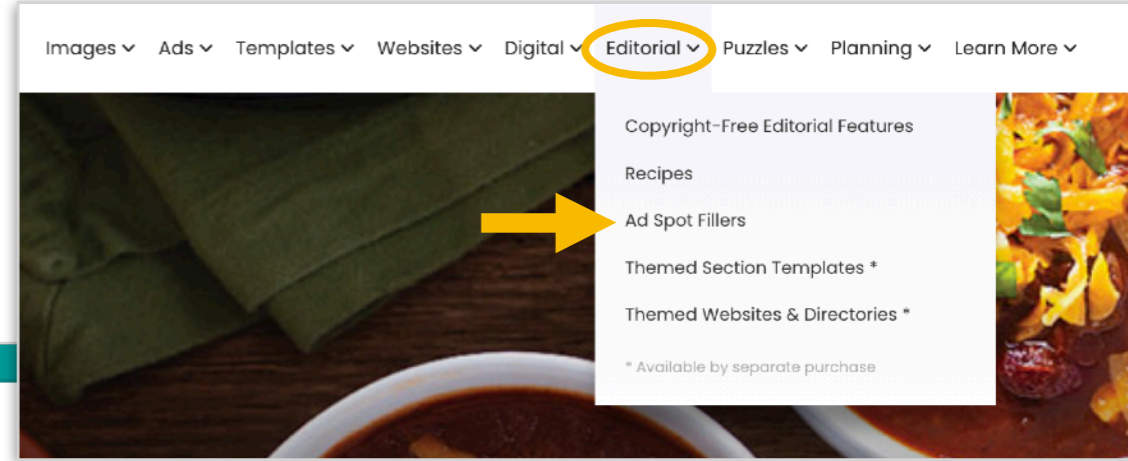 Images Ads Templates Websites Digital Editorial Puzzles Planning Learn More
Copyright-Free Editorial Features
Recipes
Ad Spot Fillers
Themed Section Templates *
Themed Websites & Directories *
* Available by separate purchase